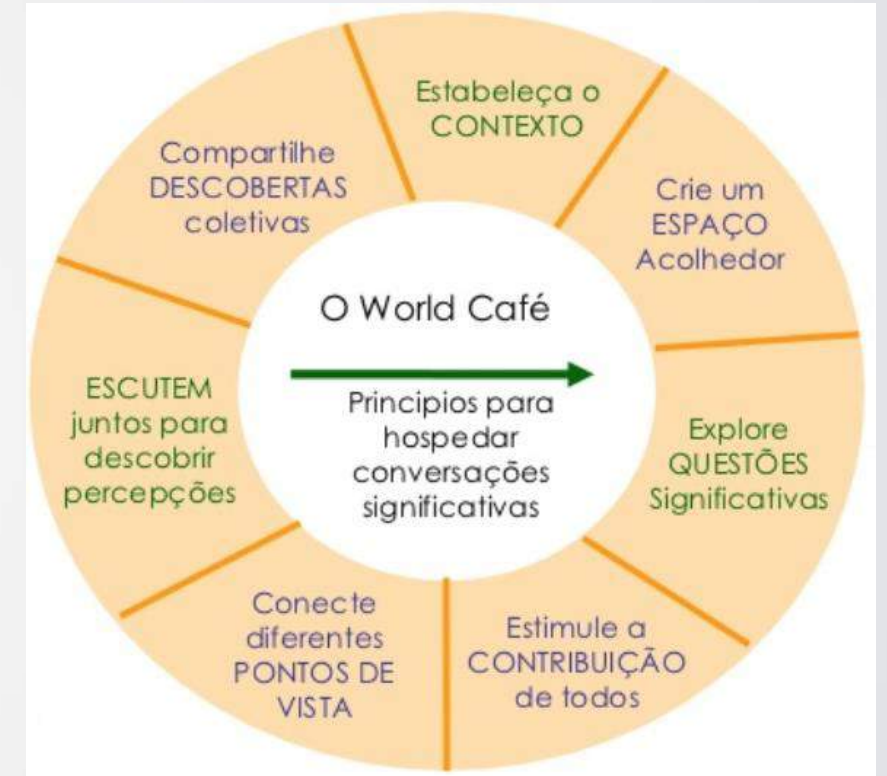 Estabeleça o
CONTEXTO
Crie um
ESPAÇO
Acolhedor
Explore
QUESTÕES
Significativas
Estimule a
CONTRIBUIÇÃO
de todos
Conecte
diferentes
PONTOS DE
VISTA
ESCUTEM
juntos para
descobrir
percepções
Compartilhe
DESCOBERTAS
coletivas
O World Café
Principios para
hospedar
conversações
significativas